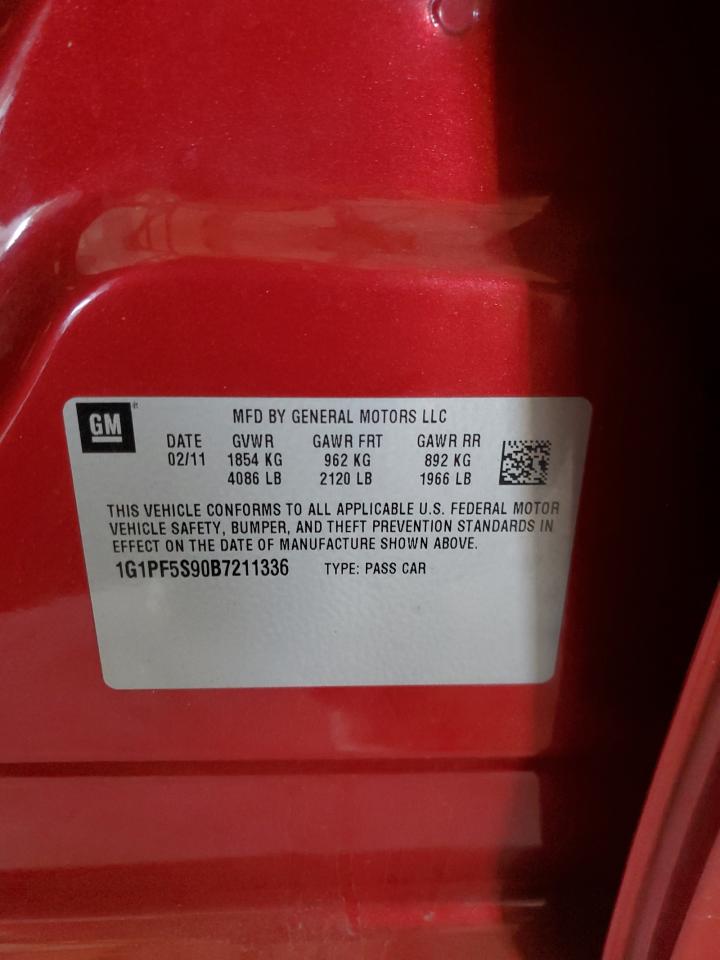 GM
MFD BY GENERAL MOTORS LLC
DATE GVWR GAWR FRT GAWR RR
02/11 1854 KG 962 KG 892 KG
4086 LB 2120 LB 1966 LB
THIS VEHICLE CONFORMS TO ALL APPLICABLE U.S. FEDERAL MOTOR
VEHICLE SAFETY, BUMPER, AND THEFT PREVENTION STANDARDS IN
EFFECT ON THE DATE OF MANUFACTURE SHOWN ABOVE.
1G1PF5S90B7211336 TYPE: PASS CAR